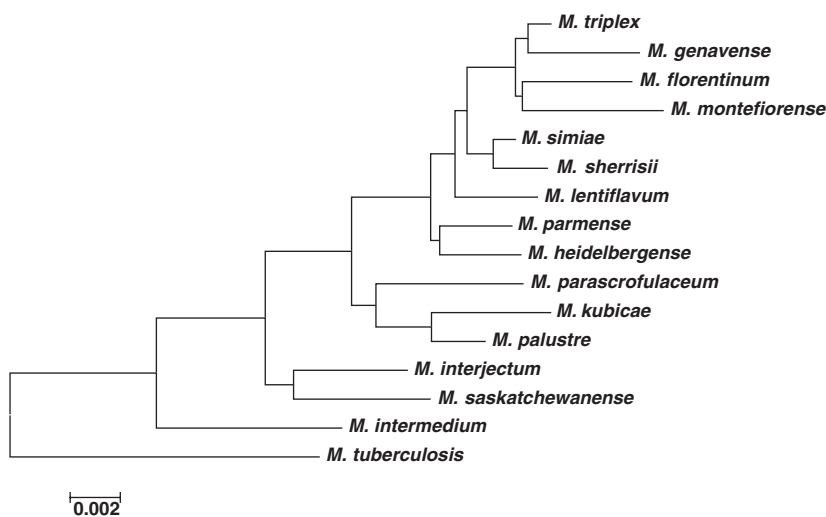 M. triplex
M. genavense
M. florentinum
M. montefiorense
M. simiae
M. sherrisii
M. lentiflavum
M. parmense
M. heidelbergense
M. parascrofulaceum
M. kubicae
M. palustre
M. interjectum
M. saskatchewanense
M. intermedium
M. tuberculosis
0.002